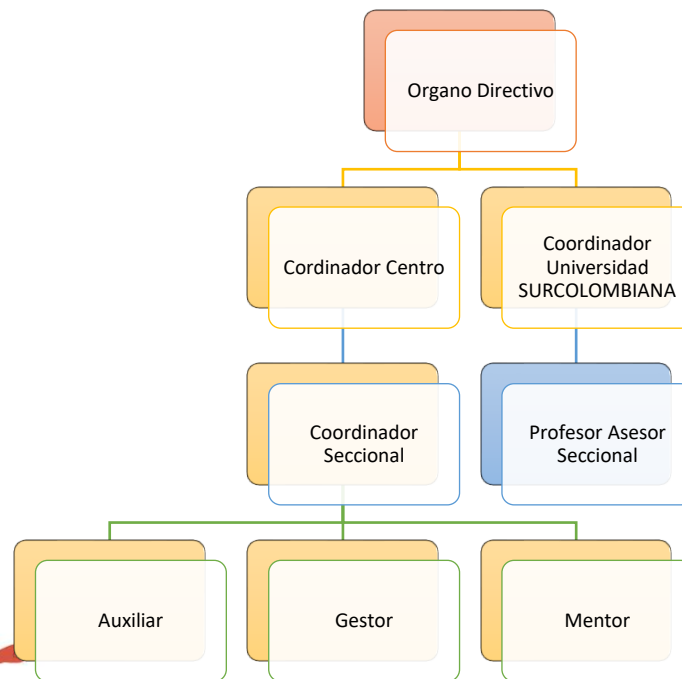 Organo Directivo
Cordinador Centro
Coordinador
Universidad
SURCOLOMBIANA
Coordinador
Seccional
Profesor Asesor
Seccional
Auxiliar
Gestor
Mentor